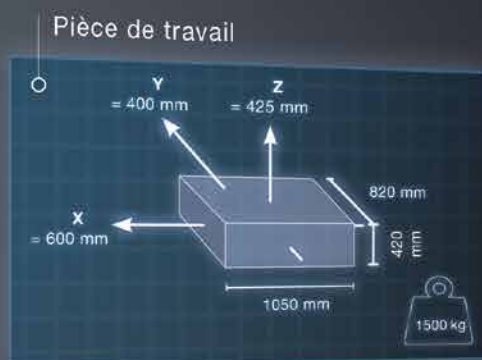 Pièce de travail
Y
= 400 mm
Z
= 425 mm
X
= 600 mm
820 mm
420 mm
1050 mm
1500 kg